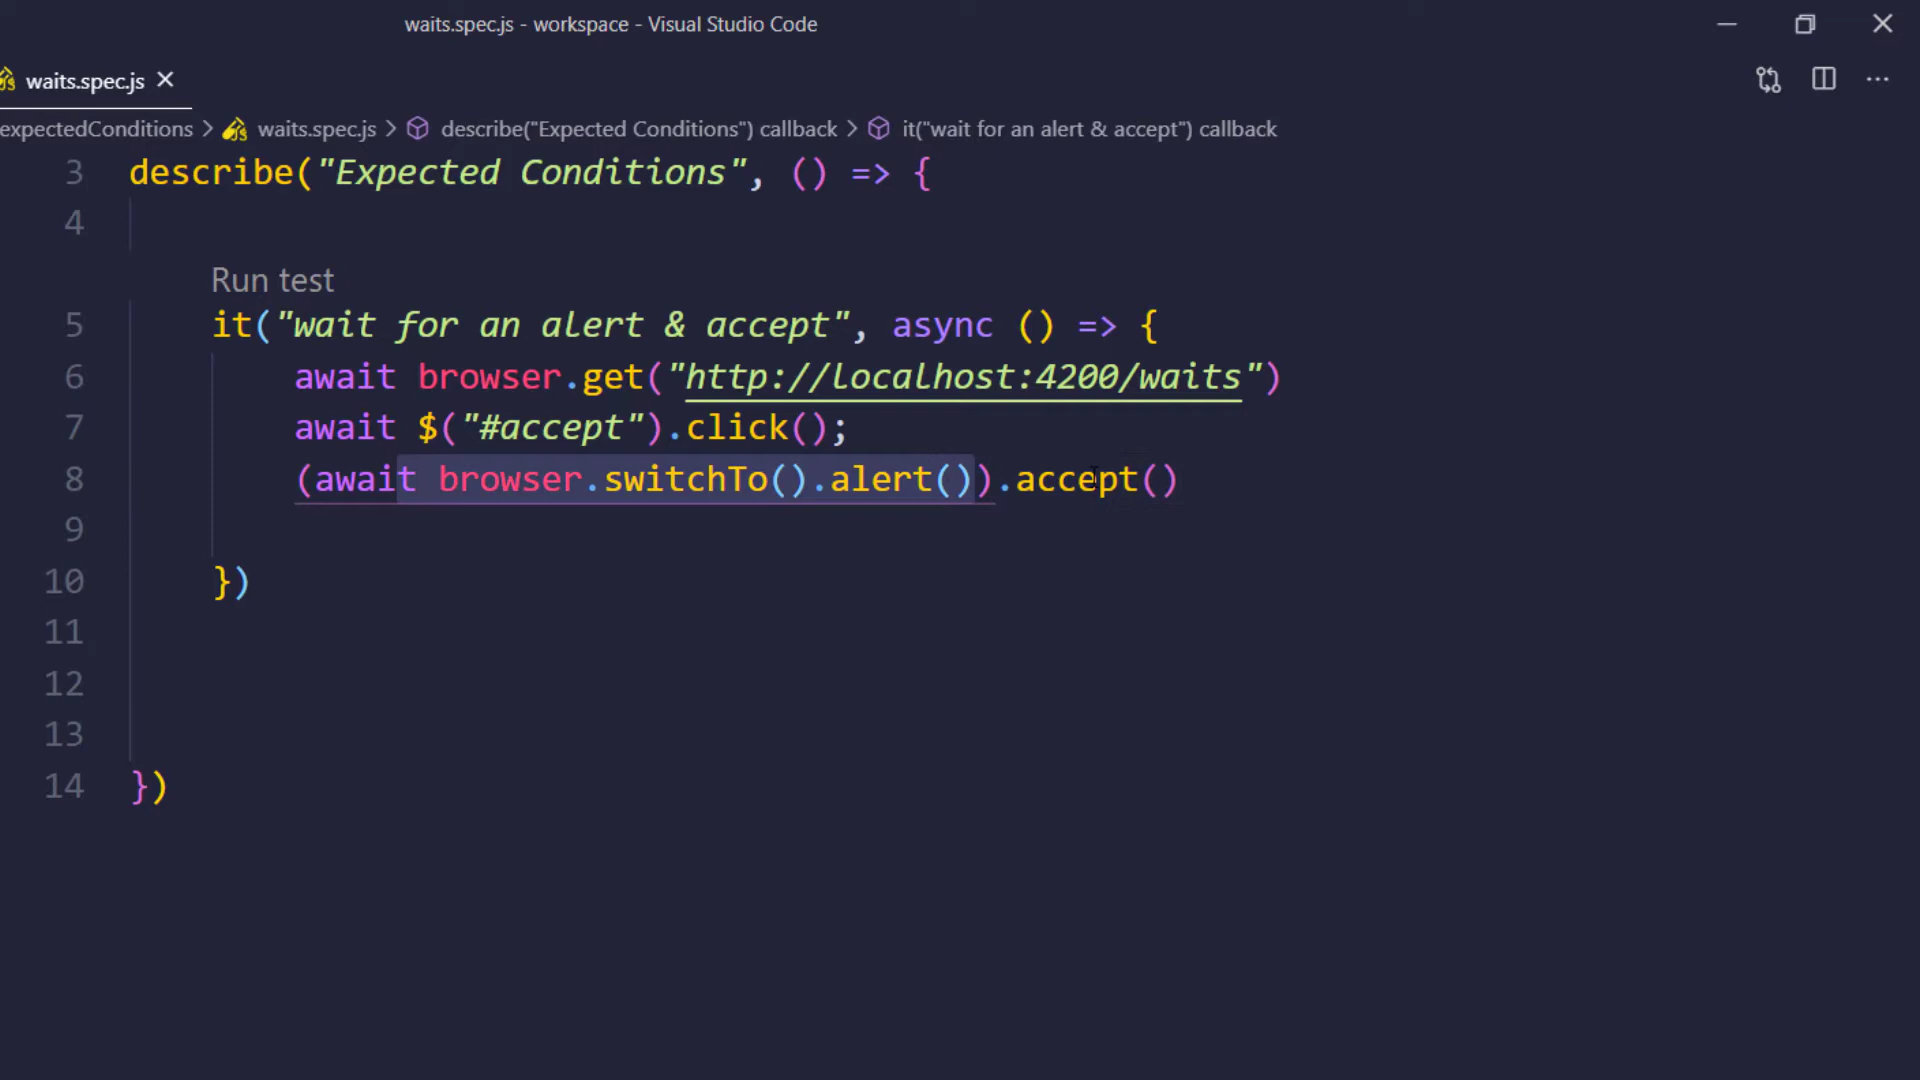 waits.spec.js - workspace - Visual Studio Code
waits.spec.js
expectedConditions > waits.spec.js > describe("Expected Conditions") callback > it("wait for an alert & accept") callback
3 describe("Expected Conditions", () => {
4
Run test
5 it("wait for an alert & accept", async () => {
6 await browser.get("http://localhost:4200/waits")
7 await $("#accept").click();
8 (await browser.switchTo().alert()).accept()
9
10 })
11
12
13
14 })